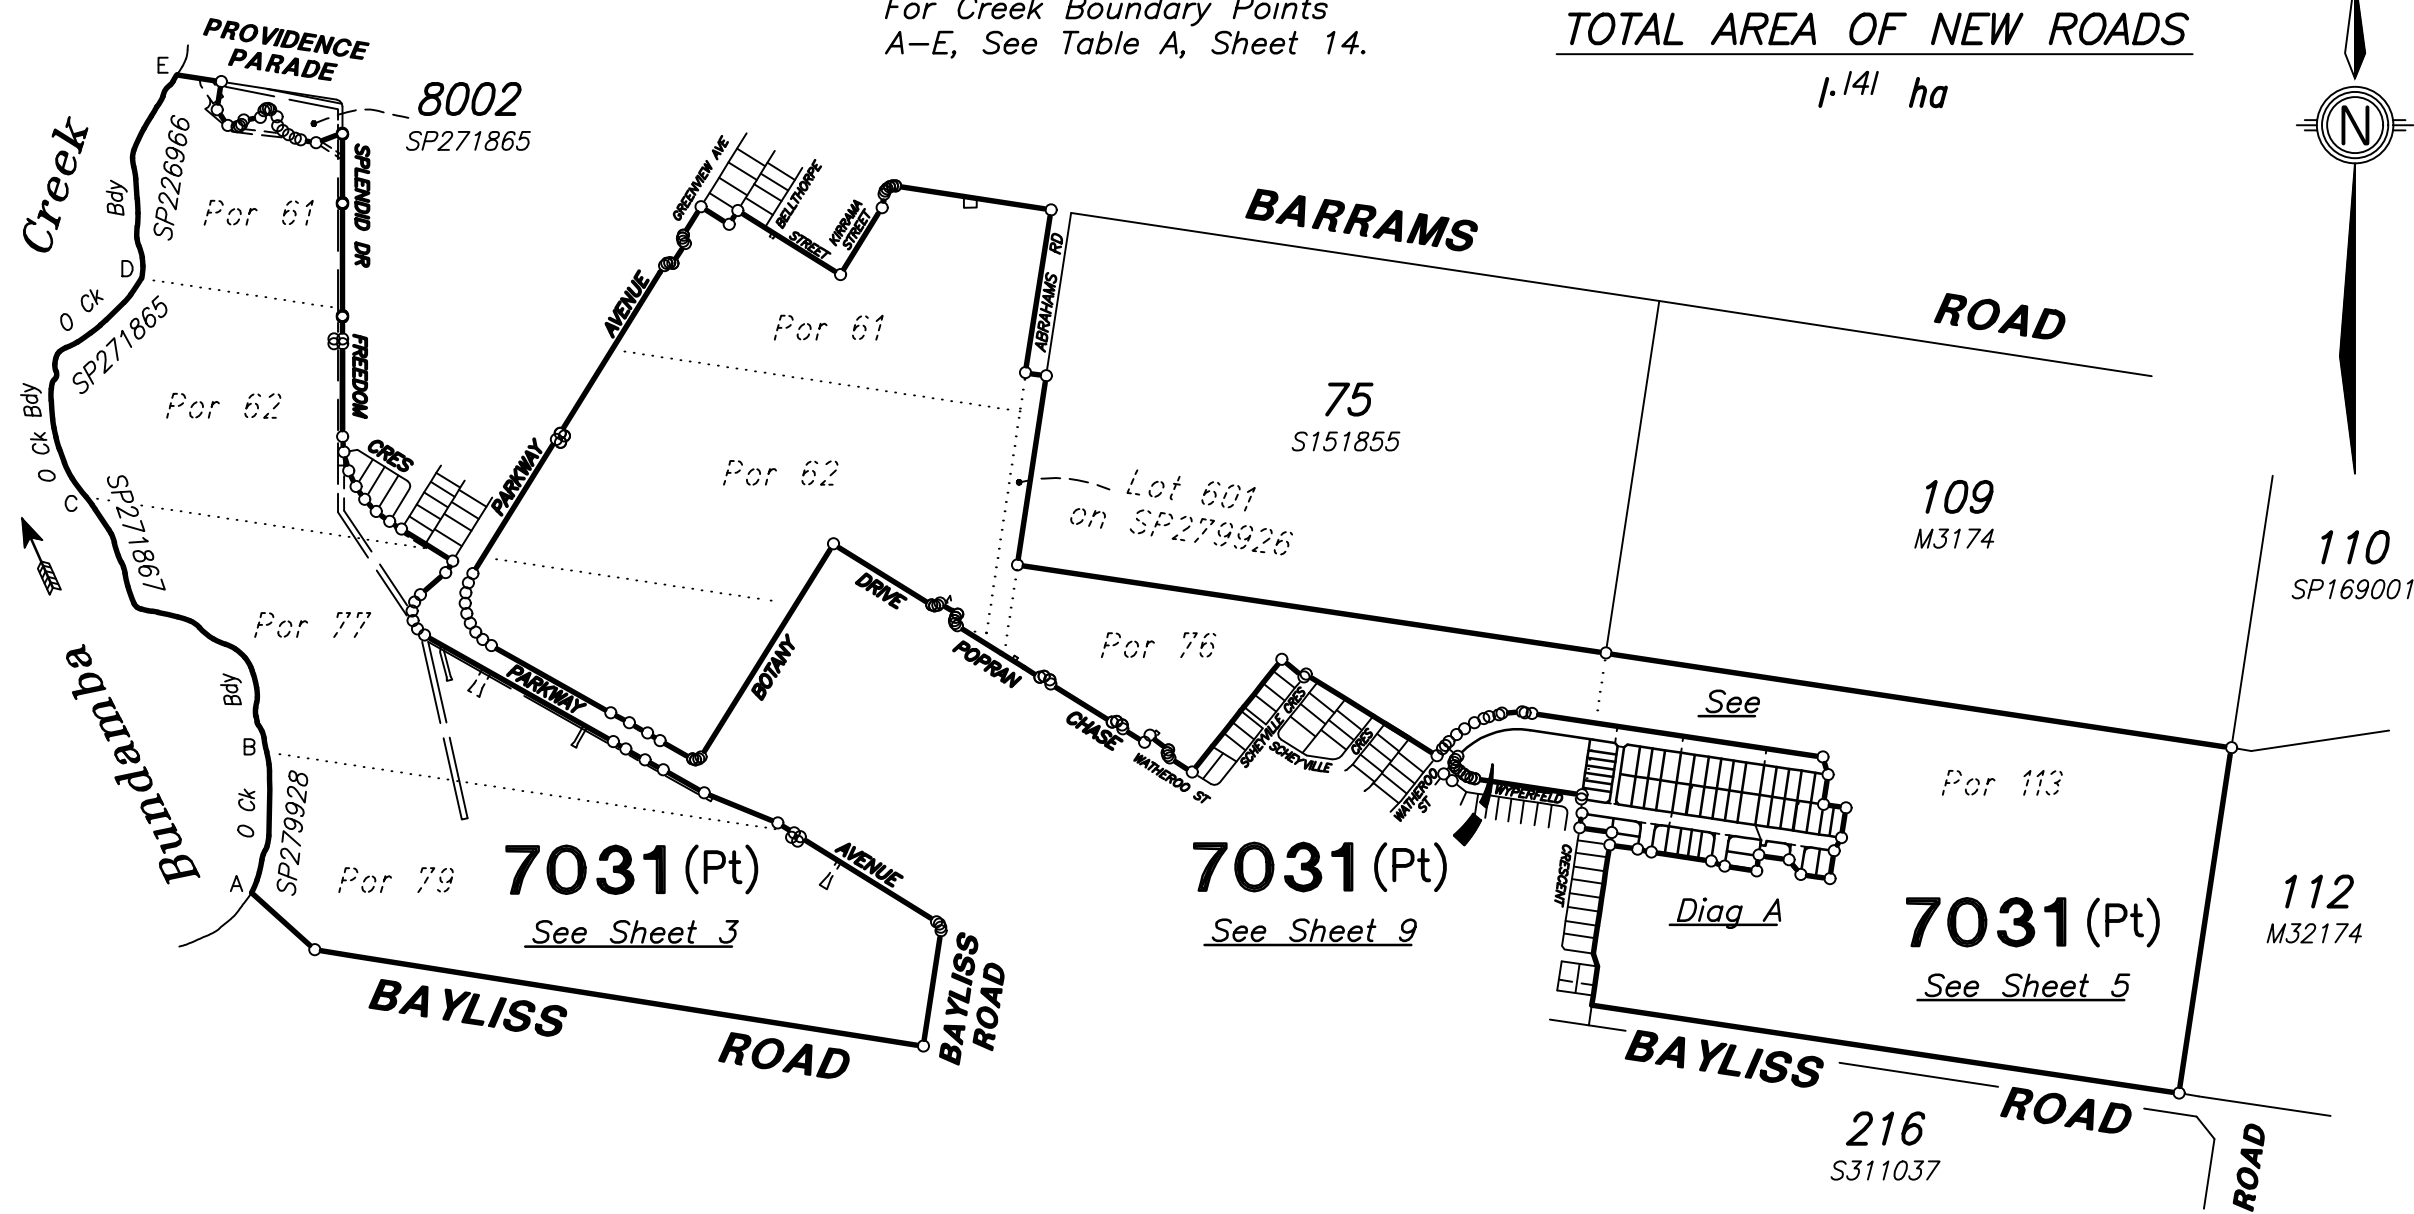 For Creek Boundary Points
A-E, See Table A, Sheet 14.
TOTAL AREA OF NEW ROADS
1.141 ha
N
PROVIDENCE
PARADE
E
8002
SP271865
Creek
Bdy
SP226966
Por 61
SPLENDID DR
D
O Ck
SP271865
FREEDOM
Por 62
Bdy
O Ck
C
SP271867
CRES
Por 77
Bundamba
Bdy
B
O Ck
SP279928
A
Por 79
GREENVIEW AVE
BELLTHORPE
STREET
KIRRAMA
STREET
AVENUE
PARKWAY
Por 61
Por 62
ABRAHAMS RD
BARRAMS
ROAD
75
S151855
Lot 601
on SP279926
109
M3174
110
SP169001
DRIVE
BOTANY
PARKWAY
POPRAN
CHASE
Por 76
WATHEROO ST
SCHEYVILLE CRES
SCHEYVILLE
CRES
WATHEROO
ST
WYPERFELD
CRESCENT
See
Diag A
Por 113
7031 (Pt)
See Sheet 3
AVENUE
7031 (Pt)
See Sheet 9
7031 (Pt)
See Sheet 5
112
M32174
BAYLISS
ROAD
BAYLISS
ROAD
BAYLISS
ROAD
216
S311037
ROAD